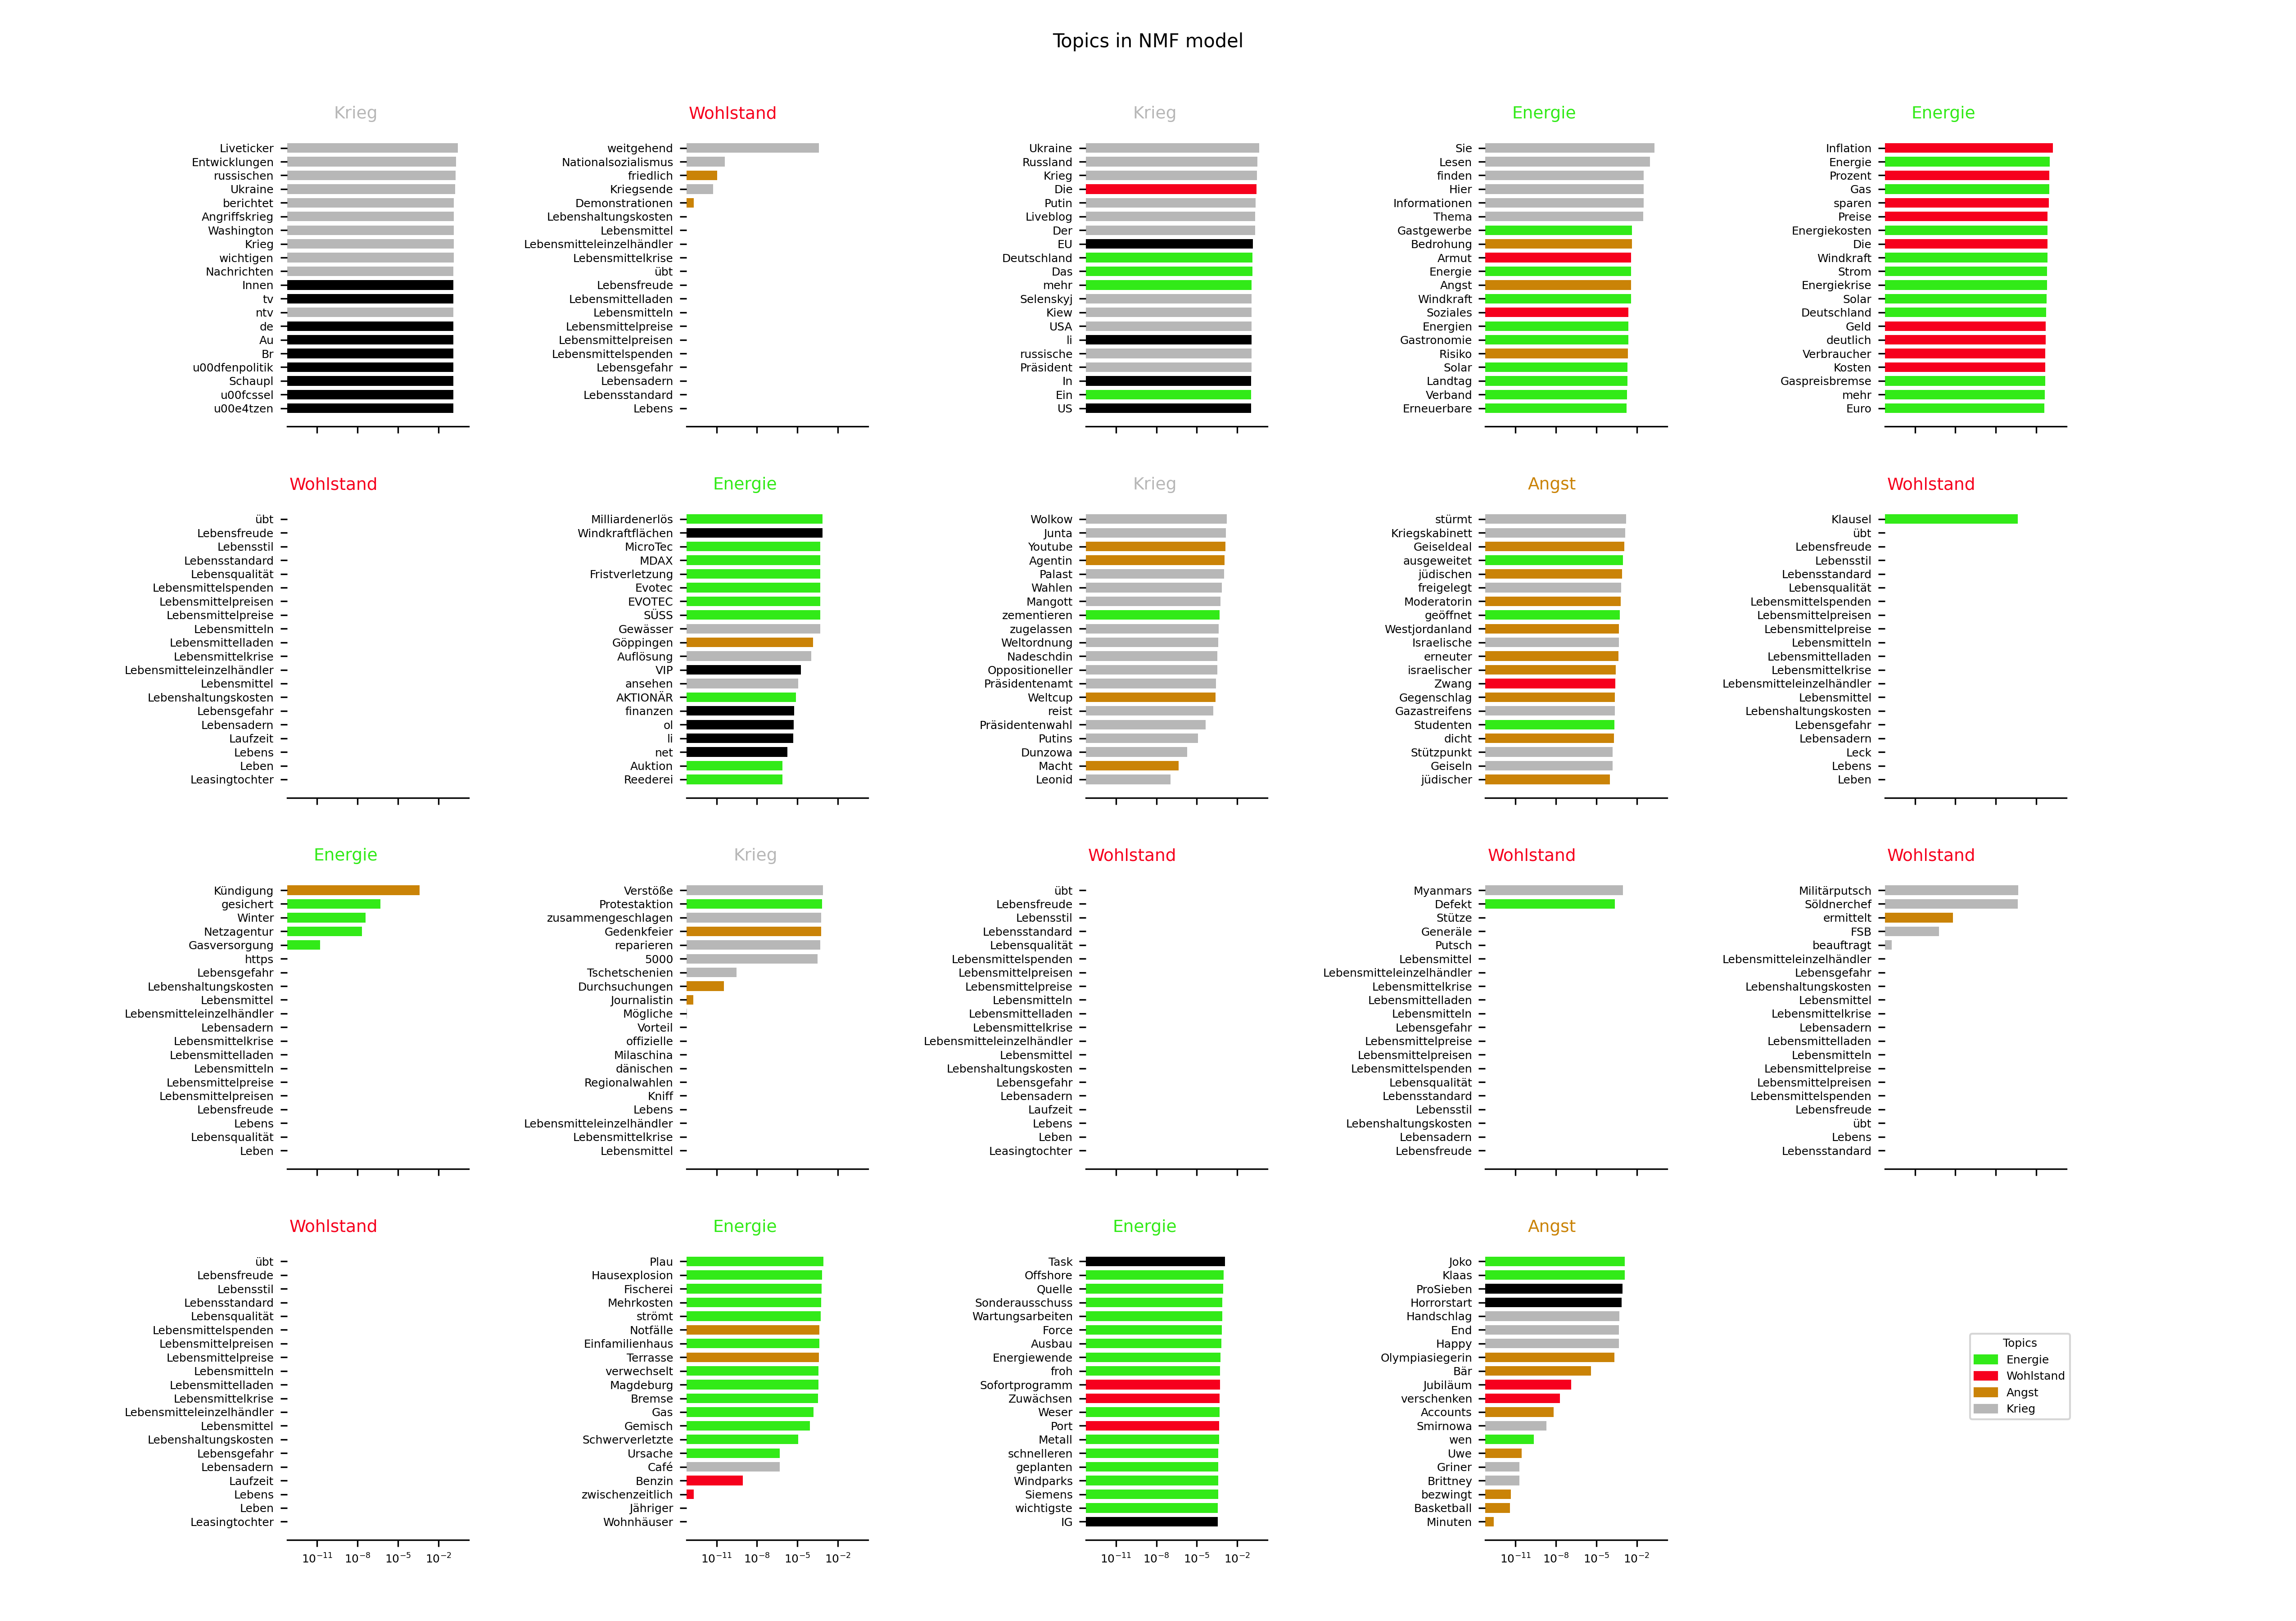 Topics in NMF model
Krieg
Liveticker
Entwicklungen
russischen
Ukraine
berichtet
Angriffskrieg
Washington
Krieg
wichtigen
Nachrichten
Innen
tv
ntv
de
Au
Br
u00dfenpolitik
Schaupl
u00fcssel
u00e4tzen
Wohlstand
weitgehend
Nationalsozialismus
friedlich
Kriegsende
Demonstrationen
Lebenshaltungskosten
Lebensmittel
Lebensmitteleinzelhändler
Lebensmittelkrise
übt
Lebensfreude
Lebensmittelladen
Lebensmitteln
Lebensmittelpreise
Lebensmittelpreisen
Lebensmittelspenden
Lebensgefahr
Lebensadern
Lebensstandard
Lebens
Krieg
Ukraine
Russland
Krieg
Die
Putin
Liveblog
Der
EU
Deutschland
Das
mehr
Selenskyj
Kiew
USA
li
russische
Präsident
In
Ein
US
Energie
Sie
Lesen
finden
Hier
Informationen
Thema
Gastgewerbe
Bedrohung
Armut
Energie
Angst
Windkraft
Soziales
Energien
Gastronomie
Risiko
Solar
Landtag
Verband
Erneuerbare
Energie
Inflation
Energie
Prozent
Gas
sparen
Preise
Energiekosten
Die
Windkraft
Strom
Energiekrise
Solar
Deutschland
Geld
deutlich
Verbraucher
Kosten
Gaspreisbremse
mehr
Euro
Wohlstand
übt
Lebensfreude
Lebensstil
Lebensstandard
Lebensqualität
Lebensmittelspenden
Lebensmittelpreisen
Lebensmittelpreise
Lebensmitteln
Lebensmittelladen
Lebensmittelkrise
Lebensmitteleinzelhändler
Lebensmittel
Lebenshaltungskosten
Lebensgefahr
Lebensadern
Laufzeit
Lebens
Leben
Leasingtochter
Energie
Milliardenerlös
Windkraftflächen
MicroTec
MDAX
Fristverletzung
Evotec
EVOTEC
SÜSS
Gewässer
Göppingen
Auflösung
VIP
ansehen
AKTIONÄR
finanzen
ol
li
net
Auktion
Reederei
Krieg
Wolkow
Junta
Youtube
Agentin
Palast
Wahlen
Mangott
zementieren
zugelassen
Weltordnung
Nadeschdin
Oppositioneller
Präsidentenamt
Weltcup
reist
Präsidentenwahl
Putins
Dunzowa
Macht
Leonid
Angst
stürmt
Kriegskabinett
Geiseldeal
ausgeweitet
jüdischen
freigelegt
Moderatorin
geöffnet
Westjordanland
Israelische
erneuter
israelischer
Zwang
Gegenschlag
Gazastreifens
Studenten
dicht
Stützpunkt
Geiseln
jüdischer
Wohlstand
Klausel
übt
Lebensfreude
Lebensstil
Lebensstandard
Lebensqualität
Lebensmittelspenden
Lebensmittelpreisen
Lebensmittelpreise
Lebensmitteln
Lebensmittelladen
Lebensmittelkrise
Lebensmitteleinzelhändler
Lebensmittel
Lebenshaltungskosten
Lebensgefahr
Lebensadern
Leck
Lebens
Leben
Energie
Kündigung
gesichert
Winter
Netzagentur
Gasversorgung
https
Lebensgefahr
Lebenshaltungskosten
Lebensmittel
Lebensmitteleinzelhändler
Lebensadern
Lebensmittelkrise
Lebensmittelladen
Lebensmitteln
Lebensmittelpreise
Lebensmittelpreisen
Lebensfreude
Lebens
Lebensqualität
Leben
Krieg
Verstöße
Protestaktion
zusammengeschlagen
Gedenkfeier
reparieren
5000
Tschetschenien
Durchsuchungen
Journalistin
Mögliche
Vorteil
offizielle
Milaschina
dänischen
Regionalwahlen
Kniff
Lebens
Lebensmitteleinzelhändler
Lebensmittelkrise
Lebensmittel
Wohlstand
übt
Lebensfreude
Lebensstil
Lebensstandard
Lebensqualität
Lebensmittelspenden
Lebensmittelpreisen
Lebensmittelpreise
Lebensmitteln
Lebensmittelladen
Lebensmittelkrise
Lebensmitteleinzelhändler
Lebensmittel
Lebenshaltungskosten
Lebensgefahr
Lebensadern
Laufzeit
Lebens
Leben
Leasingtochter
Wohlstand
Myanmars
Defekt
Stütze
Generäle
Putsch
Lebensmittel
Lebensmitteleinzelhändler
Lebensmittelkrise
Lebensmittelladen
Lebensmitteln
Lebensgefahr
Lebensmittelpreise
Lebensmittelpreisen
Lebensmittelspenden
Lebensqualität
Lebensstandard
Lebensstil
Lebenshaltungskosten
Lebensadern
Lebensfreude
Wohlstand
Militärputsch
Söldnerchef
ermittelt
FSB
beauftragt
Lebensmitteleinzelhändler
Lebensgefahr
Lebenshaltungskosten
Lebensmittel
Lebensmittelkrise
Lebensadern
Lebensmittelladen
Lebensmitteln
Lebensmittelpreise
Lebensmittelpreisen
Lebensmittelspenden
Lebensfreude
übt
Lebens
Lebensstandard
Wohlstand
übt
Lebensfreude
Lebensstil
Lebensstandard
Lebensqualität
Lebensmittelspenden
Lebensmittelpreisen
Lebensmittelpreise
Lebensmitteln
Lebensmittelladen
Lebensmittelkrise
Lebensmitteleinzelhändler
Lebensmittel
Lebenshaltungskosten
Lebensgefahr
Lebensadern
Laufzeit
Lebens
Leben
Leasingtochter
10⁻¹¹ 10⁻⁸ 10⁻⁵ 10⁻²
Energie
Plau
Hausexplosion
Fischerei
Mehrkosten
strömt
Notfälle
Einfamilienhaus
Terrasse
verwechselt
Magdeburg
Bremse
Gas
Gemisch
Schwerverletzte
Ursache
Café
Benzin
zwischenzeitlich
Jähriger
Wohnhäuser
10⁻¹¹ 10⁻⁸ 10⁻⁵ 10⁻²
Energie
Task
Offshore
Quelle
Sonderausschuss
Wartungsarbeiten
Force
Ausbau
Energiewende
froh
Sofortprogramm
Zuwächsen
Weser
Port
Metall
schnelleren
geplanten
Windparks
Siemens
wichtigste
IG
10⁻¹¹ 10⁻⁸ 10⁻⁵ 10⁻²
Angst
Joko
Klaas
ProSieben
Horrorstart
Handschlag
End
Happy
Olympiasiegerin
Bär
Jubiläum
verschenken
Accounts
Smirnowa
wen
Uwe
Griner
Brittney
bezwingt
Basketball
Minuten
10⁻¹¹ 10⁻⁸ 10⁻⁵ 10⁻²
Topics
Energie
Wohlstand
Angst
Krieg